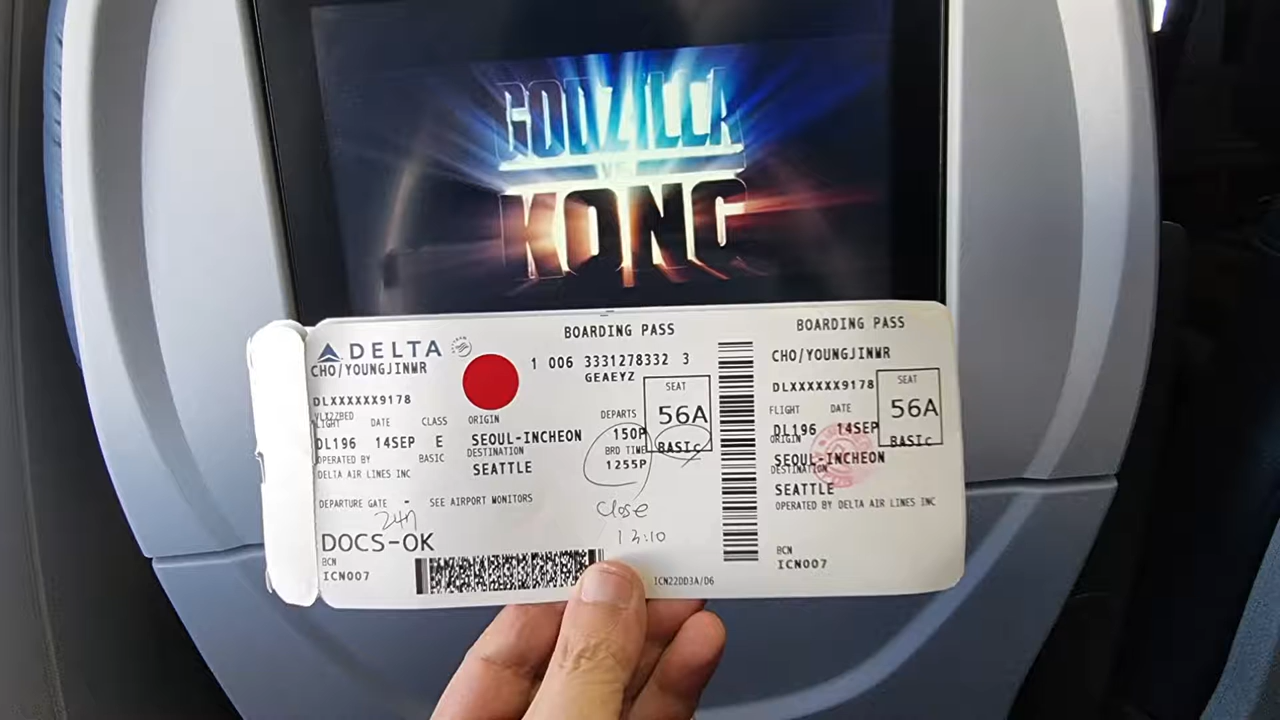 GODZILLA
VS.
KONG
BOARDING PASS
DELTA
CHO/YOUNGJINMR
1 006 3331278332 3
GEAEYZ
DLXXXXXX9178
VLXZZBED
FLIGHT DATE CLASS ORIGIN DEPARTS SEAT
DL196 14SEP E SEOUL-INCHEON 150P 56A
OPERATED BY BASIC DESTINATION BRD TIME BASIC
DELTA AIR LINES INC SEATTLE 1255P
DEPARTURE GATE - SEE AIRPORT MONITORS
close
13:10
DOCS-OK
BCN
ICN007
ICN22DD3A/D6
BOARDING PASS
CHO/YOUNGJINMR
DLXXXXXX9178
SEAT
56A
BASIC
FLIGHT DATE
DL196 14SEP
ORIGIN
SEOUL-INCHEON
DESTINATION
SEATTLE
OPERATED BY DELTA AIR LINES INC
BCN
ICN007